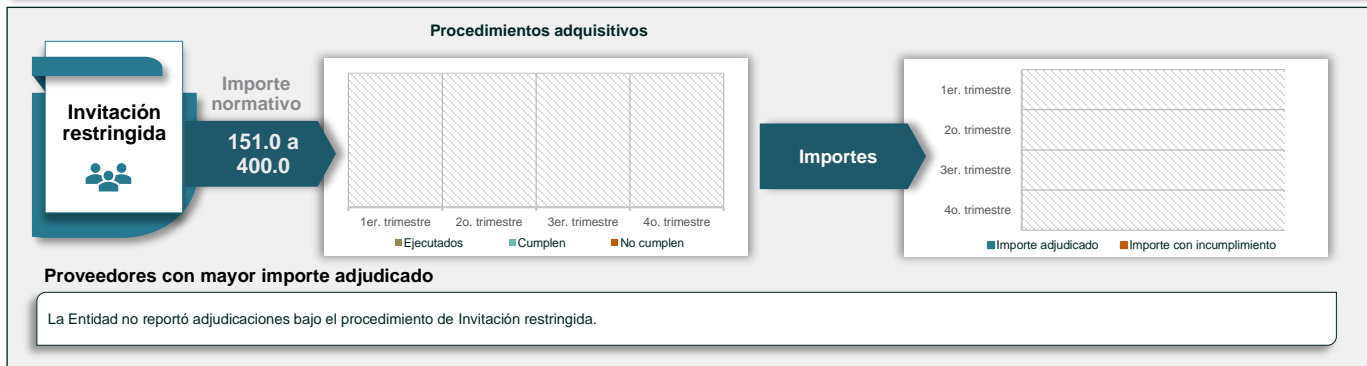 Procedimientos adquisitivos
Invitación
restringida
Importe
normativo
151.0 a
400.0
1er. trimestre 2o. trimestre 3er. trimestre 4o. trimestre
Ejecutados Cumplen No cumplen
Importes
1er. trimestre
2o. trimestre
3er. trimestre
4o. trimestre
Importe adjudicado Importe con incumplimiento
Proveedores con mayor importe adjudicado
La Entidad no reportó adjudicaciones bajo el procedimiento de Invitación restringida.